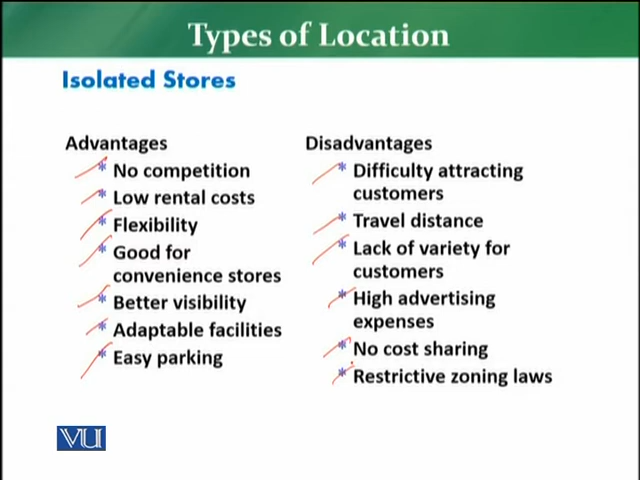 Types of Location
Isolated Stores
Advantages
* No competition
* Low rental costs
* Flexibility
* Good for
convenience stores
* Better visibility
* Adaptable facilities
* Easy parking
Disadvantages
* Difficulty attracting
customers
* Travel distance
* Lack of variety for
customers
* High advertising
expenses
* No cost sharing
* Restrictive zoning laws
VU